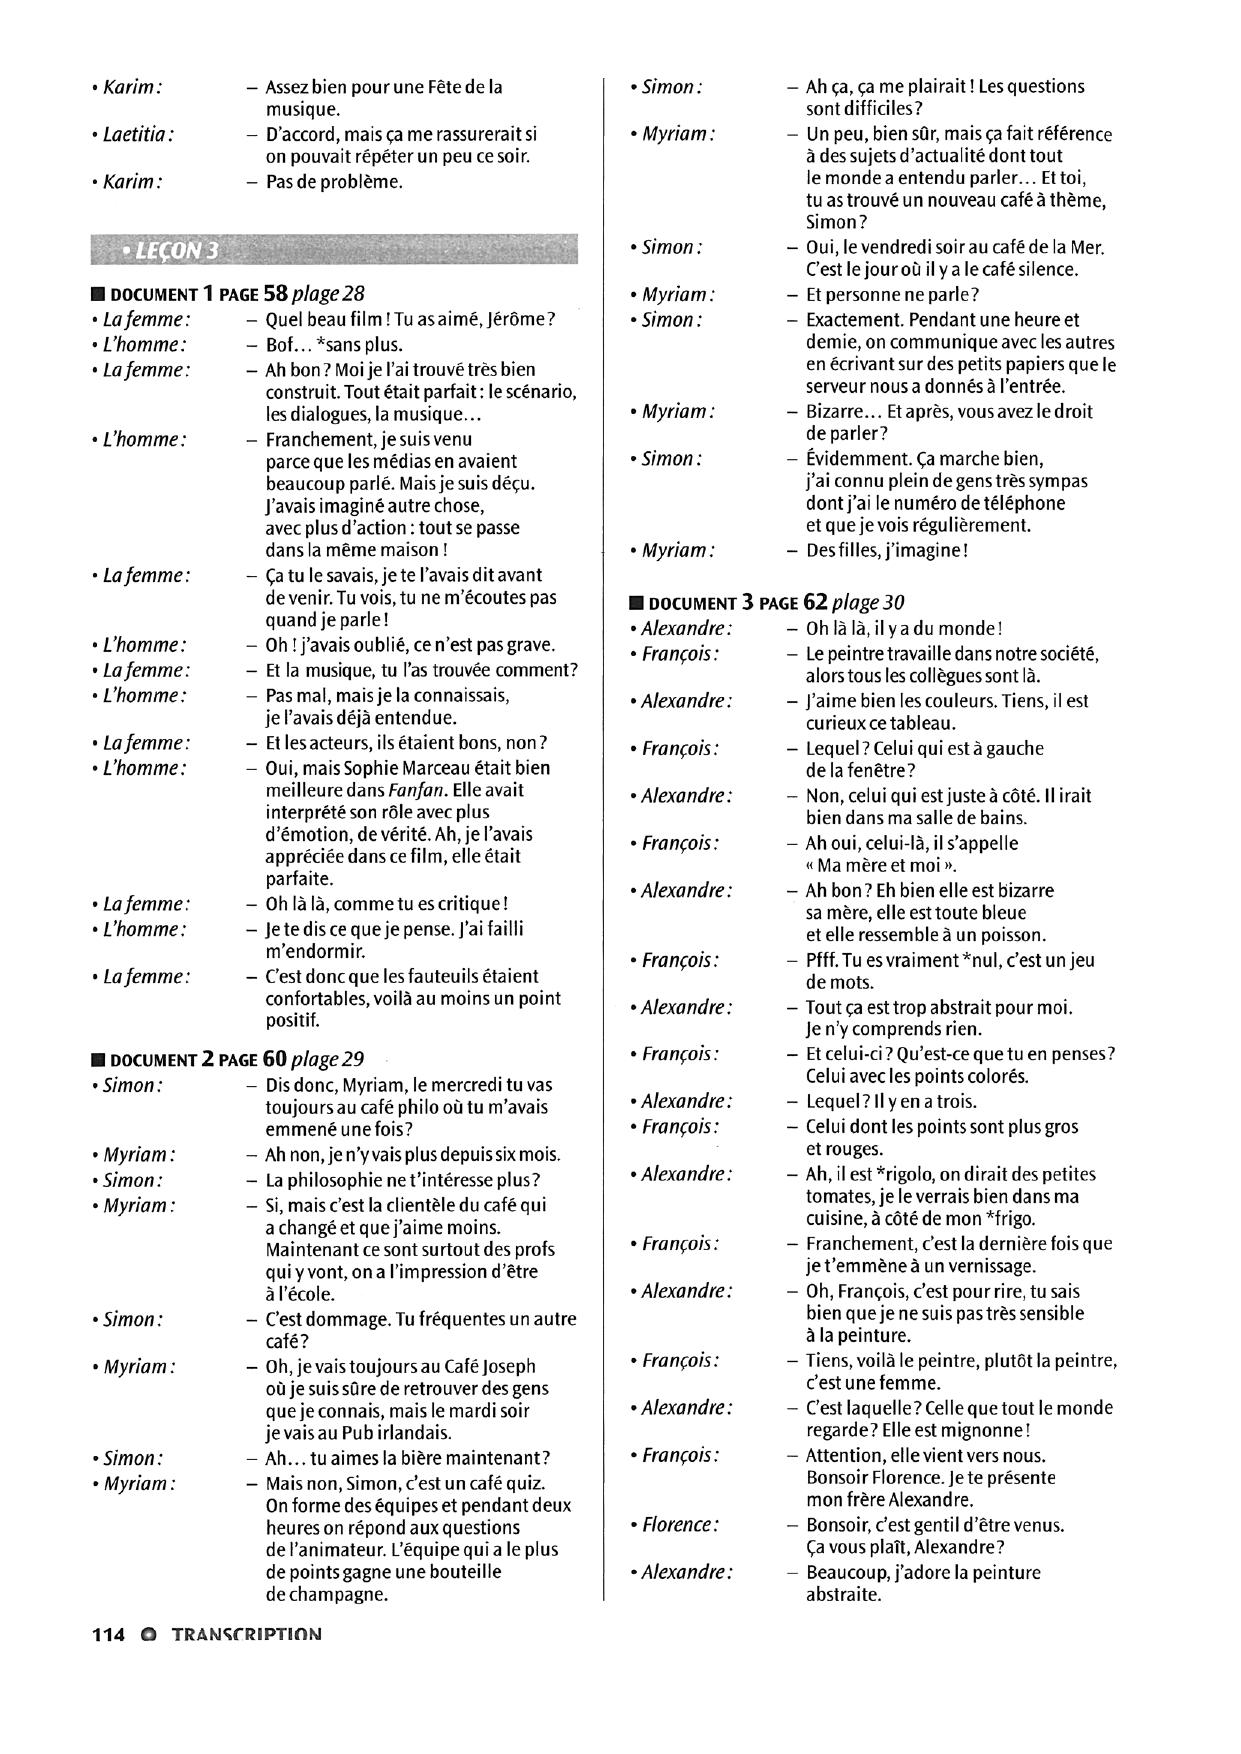 • Karim : – Assez bien pour une Fête de la
musique.
• Laetitia : – D'accord, mais ça me rassurerait si
on pouvait répéter un peu ce soir.
• Karim : – Pas de problème.
• LEÇON 3
■ DOCUMENT 1 PAGE 58 plage 28
• La femme : – Quel beau film ! Tu as aimé, Jérôme ?
• L'homme : – Bof... *sans plus.
• La femme : – Ah bon ? Moi je l'ai trouvé très bien
construit. Tout était parfait : le scénario,
les dialogues, la musique...
• L'homme : – Franchement, je suis venu
parce que les médias en avaient
beaucoup parlé. Mais je suis déçu.
J'avais imaginé autre chose,
avec plus d'action : tout se passe
dans la même maison !
• La femme : – Ça tu le savais, je te l'avais dit avant
de venir. Tu vois, tu ne m'écoutes pas
quand je parle !
• L'homme : – Oh ! j'avais oublié, ce n'est pas grave.
• La femme : – Et la musique, tu l'as trouvée comment ?
• L'homme : – Pas mal, mais je la connaissais,
je l'avais déjà entendue.
• La femme : – Et les acteurs, ils étaient bons, non ?
• L'homme : – Oui, mais Sophie Marceau était bien
meilleure dans Fanfan. Elle avait
interprété son rôle avec plus
d'émotion, de vérité. Ah, je l'avais
appréciée dans ce film, elle était
parfaite.
• La femme : – Oh là là, comme tu es critique !
• L'homme : – Je te dis ce que je pense. J'ai failli
m'endormir.
• La femme : – C'est donc que les fauteuils étaient
confortables, voilà au moins un point
positif.
■ DOCUMENT 2 PAGE 60 plage 29
• Simon : – Dis donc, Myriam, le mercredi tu vas
toujours au café philo où tu m'avais
emmené une fois ?
• Myriam : – Ah non, je n'y vais plus depuis six mois.
• Simon : – La philosophie ne t'intéresse plus ?
• Myriam : – Si, mais c'est la clientèle du café qui
a changé et que j'aime moins.
Maintenant ce sont surtout des profs
qui y vont, on a l'impression d'être
à l'école.
• Simon : – C'est dommage. Tu fréquentes un autre
café ?
• Myriam : – Oh, je vais toujours au Café Joseph
où je suis sûre de retrouver des gens
que je connais, mais le mardi soir
je vais au Pub irlandais.
• Simon : – Ah... tu aimes la bière maintenant ?
• Myriam : – Mais non, Simon, c'est un café quiz.
On forme des équipes et pendant deux
heures on répond aux questions
de l'animateur. L'équipe qui a le plus
de points gagne une bouteille
de champagne.
• Simon : – Ah ça, ça me plairait ! Les questions
sont difficiles ?
• Myriam : – Un peu, bien sûr, mais ça fait référence
à des sujets d'actualité dont tout
le monde a entendu parler... Et toi,
tu as trouvé un nouveau café à thème,
Simon ?
• Simon : – Oui, le vendredi soir au café de la Mer.
C'est le jour où il y a le café silence.
• Myriam : – Et personne ne parle ?
• Simon : – Exactement. Pendant une heure et
demie, on communique avec les autres
en écrivant sur des petits papiers que le
serveur nous a donnés à l'entrée.
• Myriam : – Bizarre... Et après, vous avez le droit
de parler ?
• Simon : – Évidemment. Ça marche bien,
j'ai connu plein de gens très sympas
dont j'ai le numéro de téléphone
et que je vois régulièrement.
• Myriam : – Des filles, j'imagine !
■ DOCUMENT 3 PAGE 62 plage 30
• Alexandre : – Oh là là, il y a du monde !
• François : – Le peintre travaille dans notre société,
alors tous les collègues sont là.
• Alexandre : – J'aime bien les couleurs. Tiens, il est
curieux ce tableau.
• François : – Lequel ? Celui qui est à gauche
de la fenêtre ?
• Alexandre : – Non, celui qui est juste à côté. Il irait
bien dans ma salle de bains.
• François : – Ah oui, celui-là, il s'appelle
« Ma mère et moi ».
• Alexandre : – Ah bon ? Eh bien elle est bizarre
sa mère, elle est toute bleue
et elle ressemble à un poisson.
• François : – Pfff. Tu es vraiment *nul, c'est un jeu
de mots.
• Alexandre : – Tout ça est trop abstrait pour moi.
Je n'y comprends rien.
• François : – Et celui-ci ? Qu'est-ce que tu en penses ?
Celui avec les points colorés.
• Alexandre : – Lequel ? Il y en a trois.
• François : – Celui dont les points sont plus gros
et rouges.
• Alexandre : – Ah, il est *rigolo, on dirait des petites
tomates, je le verrais bien dans ma
cuisine, à côté de mon *frigo.
• François : – Franchement, c'est la dernière fois que
je t'emmène à un vernissage.
• Alexandre : – Oh, François, c'est pour rire, tu sais
bien que je ne suis pas très sensible
à la peinture.
• François : – Tiens, voilà le peintre, plutôt la peintre,
c'est une femme.
• Alexandre : – C'est laquelle ? Celle que tout le monde
regarde ? Elle est mignonne !
• François : – Attention, elle vient vers nous.
Bonsoir Florence. Je te présente
mon frère Alexandre.
• Florence : – Bonsoir, c'est gentil d'être venus.
Ça vous plaît, Alexandre ?
• Alexandre : – Beaucoup, j'adore la peinture
abstraite.
114 TRANSCRIPTION